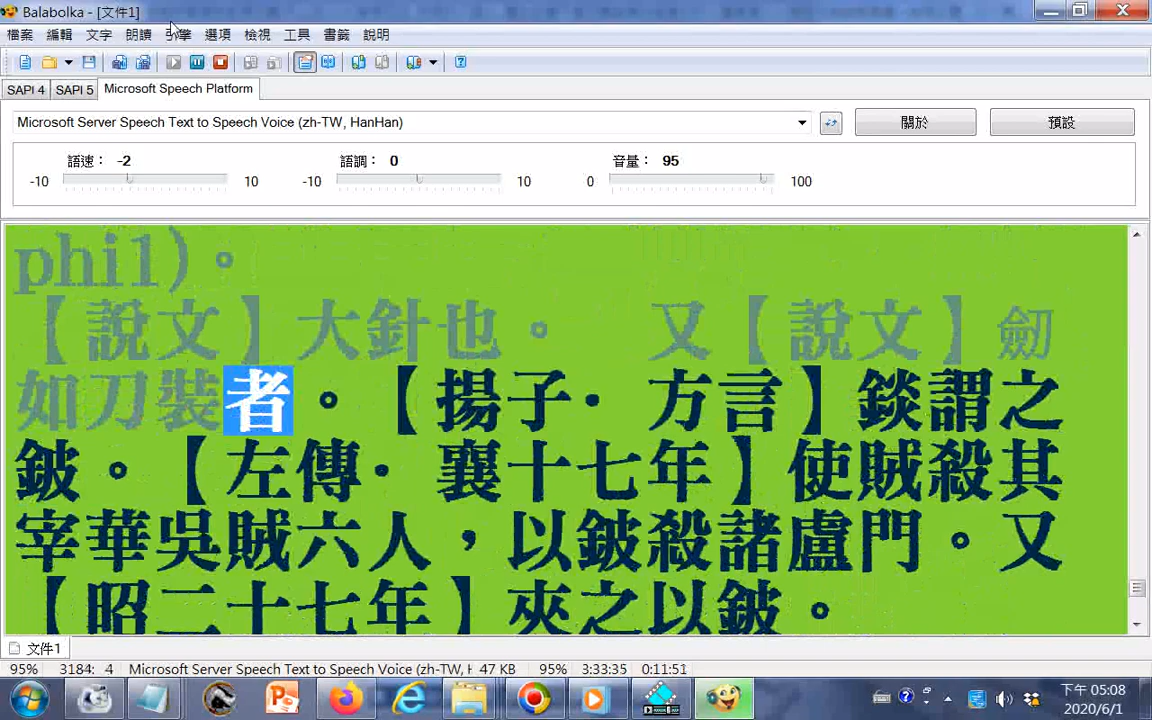 Balabolka - [文件1]
檔案 編輯 文字 朗讀 引擎 選項 檢視 工具 書籤 說明
SAPI 4 SAPI 5 Microsoft Speech Platform
Microsoft Server Speech Text to Speech Voice (zh-TW, HanHan) 關於 預設
語速： -2 語調： 0 音量： 95
-10 10 -10 10 0 100
phi1)。
【說文】大針也。 又【說文】劒
如刀裝者。【揚子· 方言】錟謂之
鈹。【左傳· 襄十七年】使賊殺其
宰華吳賊六人，以鈹殺諸盧門。又
【昭二十七年】夾之以鈹。
文件1
95% 3184: 4 Microsoft Server Speech Text to Speech Voice (zh-TW, H 47 KB 95% 3:33:35 0:11:51
下午 05:08
2020/6/1